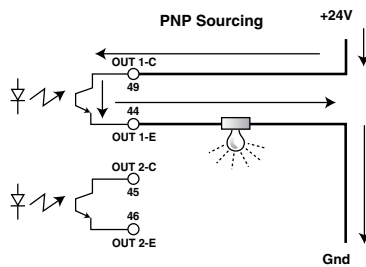 PNP Sourcing
+24V
OUT 1-C
49
44
OUT 1-E
OUT 2-C
45
46
OUT 2-E
Gnd